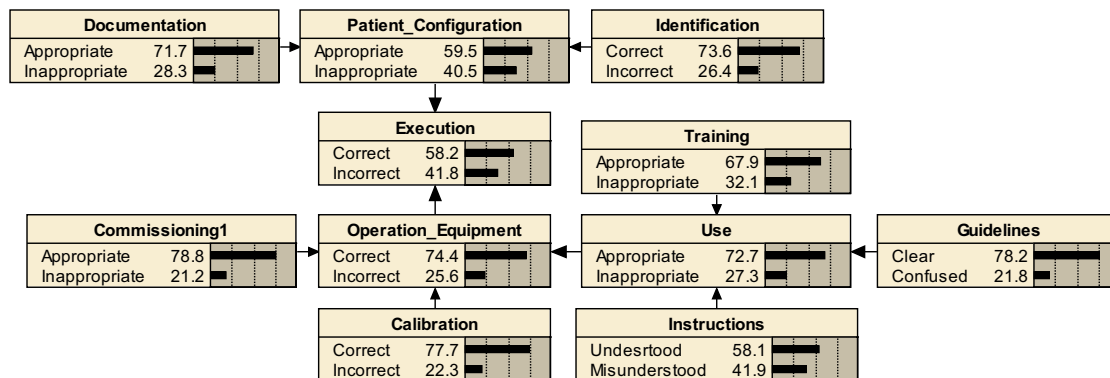 Documentation
Appropriate 71.7
Inappropriate 28.3
Patient_Configuration
Appropriate 59.5
Inappropriate 40.5
Identification
Correct 73.6
Incorrect 26.4
Execution
Correct 58.2
Incorrect 41.8
Training
Appropriate 67.9
Inappropriate 32.1
Commissioning1
Appropriate 78.8
Inappropriate 21.2
Operation_Equipment
Correct 74.4
Incorrect 25.6
Use
Appropriate 72.7
Inappropriate 27.3
Guidelines
Clear 78.2
Confused 21.8
Calibration
Correct 77.7
Incorrect 22.3
Instructions
Undesrtood 58.1
Misunderstood 41.9